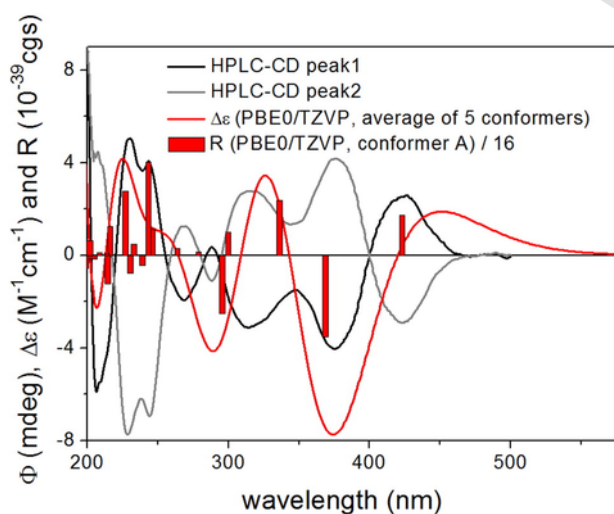 Φ (mdeg), Δε (M⁻¹cm⁻¹) and R (10⁻³⁹cgs)
8
4
0
-4
-8
HPLC-CD peak1
HPLC-CD peak2
Δε (PBE0/TZVP, average of 5 conformers)
R (PBE0/TZVP, conformer A) / 16
200 300 400 500
wavelength (nm)